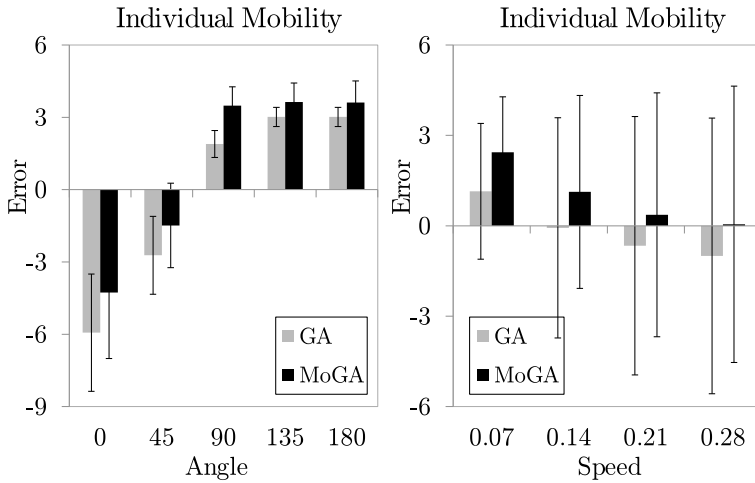 Individual Mobility
6
3
0
-3
-6
-9
Error
0 45 90 135 180
Angle
GA
MoGA
Individual Mobility
6
3
0
-3
-6
Error
0.07 0.14 0.21 0.28
Speed
GA
MoGA